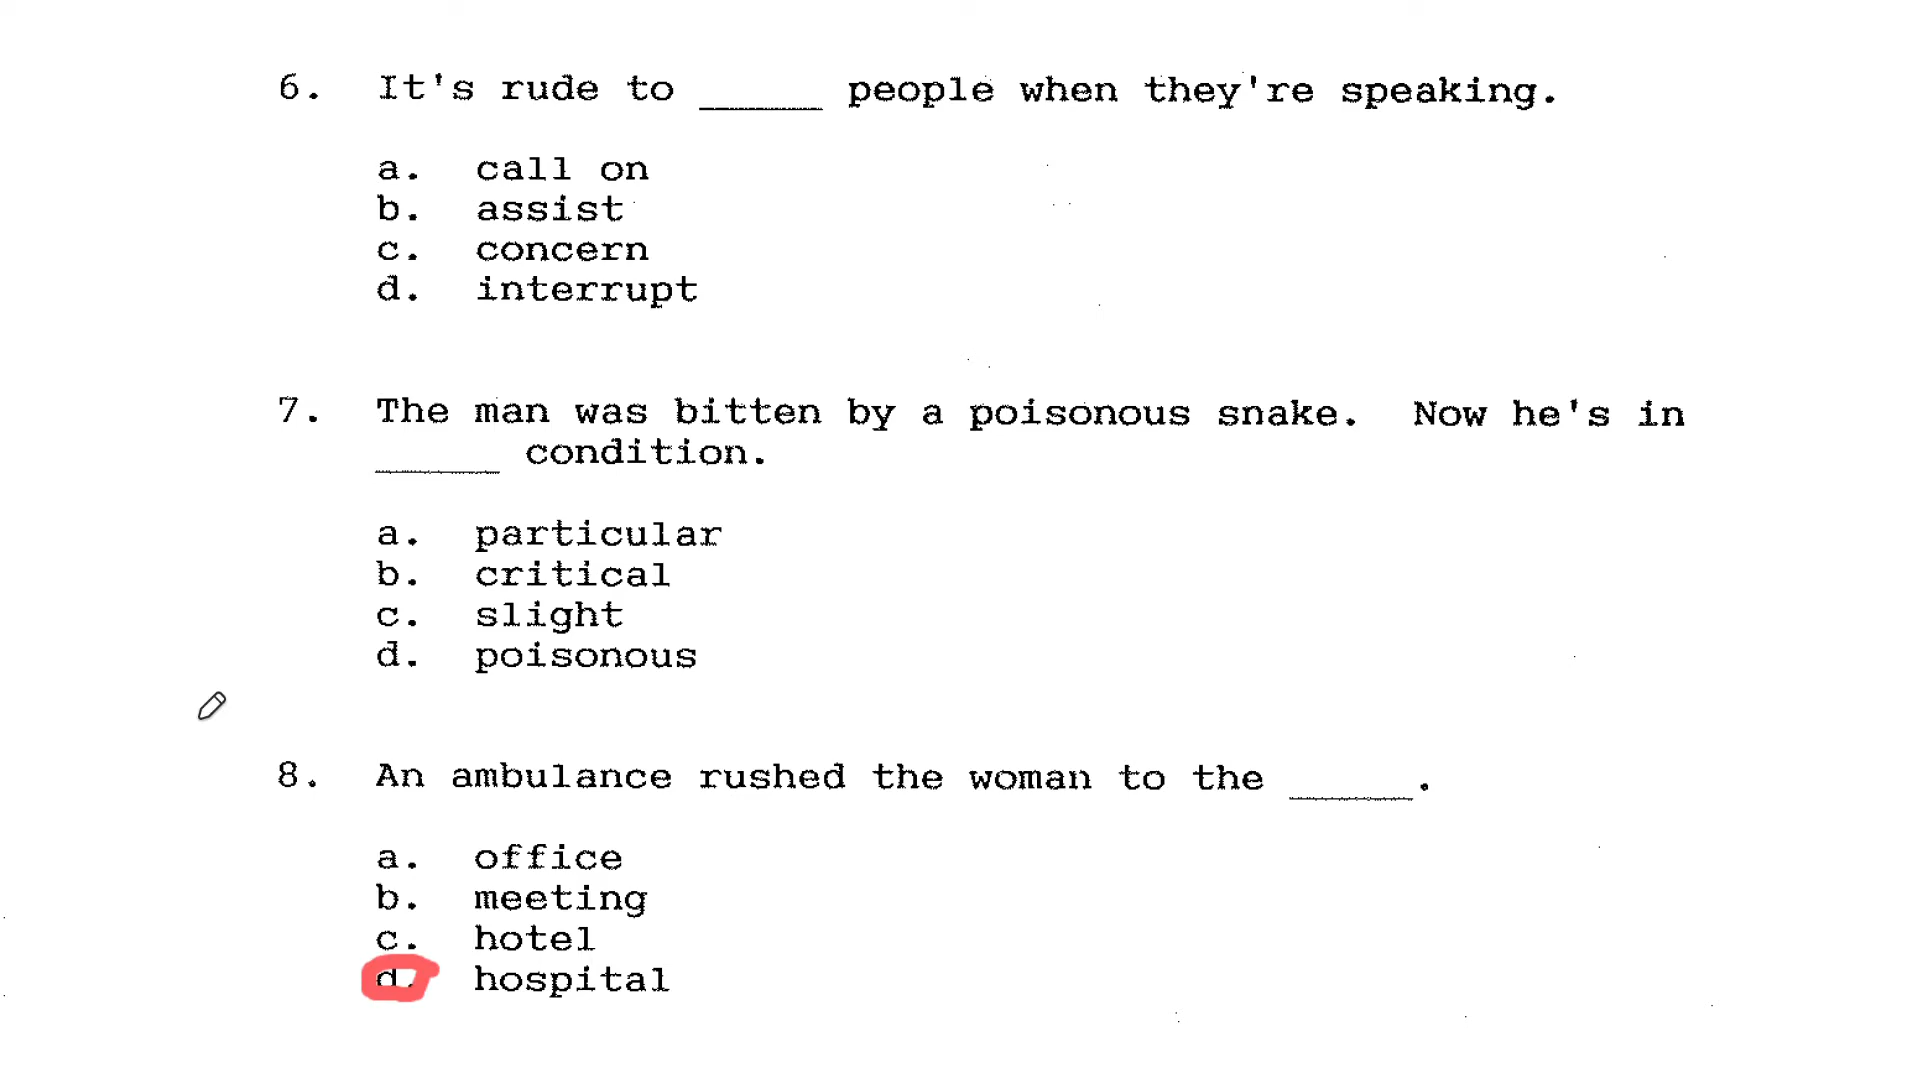 6. It's rude to _____ people when they're speaking.
a. call on
b. assist
c. concern
d. interrupt
7. The man was bitten by a poisonous snake. Now he's in
_____ condition.
a. particular
b. critical
c. slight
d. poisonous
8. An ambulance rushed the woman to the _____.
a. office
b. meeting
c. hotel
d. hospital